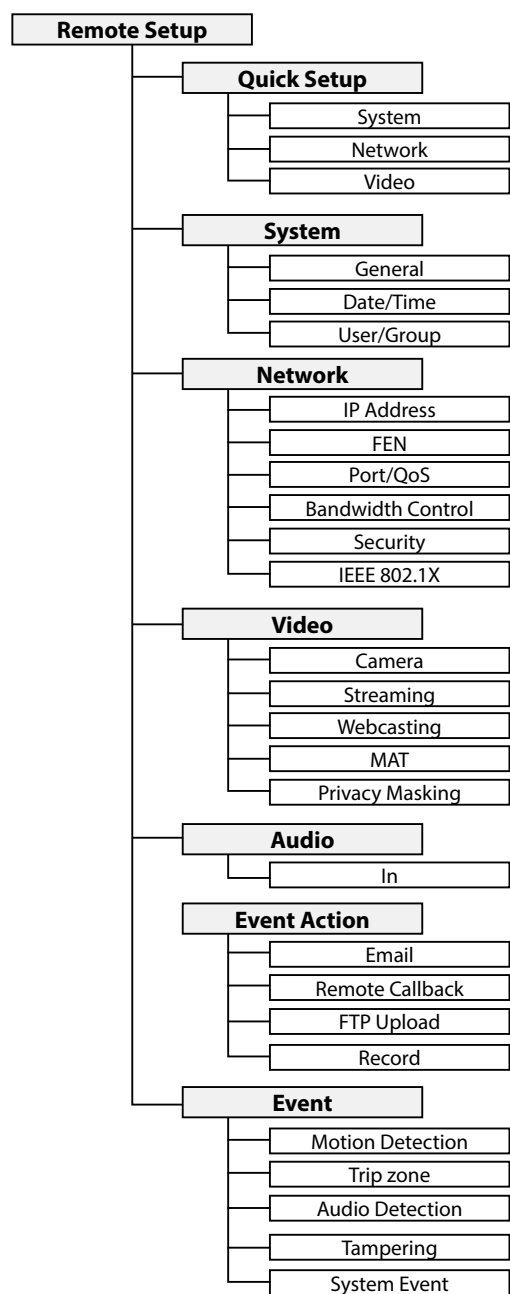 Remote Setup
Quick Setup
System
Network
Video
System
General
Date/Time
User/Group
Network
IP Address
FEN
Port/QoS
Bandwidth Control
Security
IEEE 802.1X
Video
Camera
Streaming
Webcasting
MAT
Privacy Masking
Audio
In
Event Action
Email
Remote Callback
FTP Upload
Record
Event
Motion Detection
Trip zone
Audio Detection
Tampering
System Event